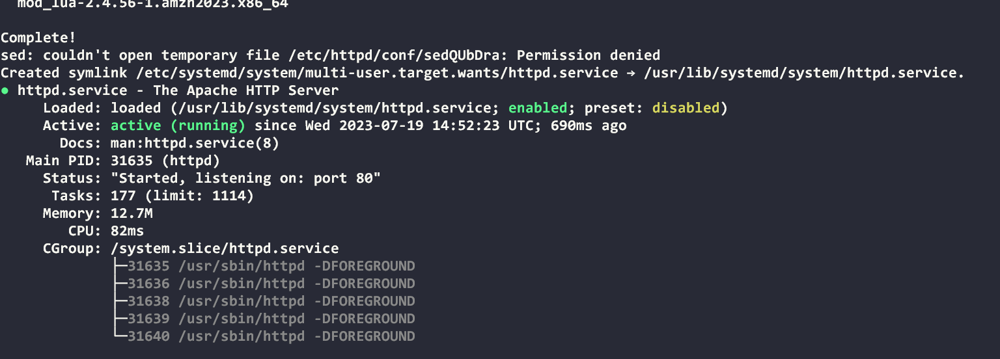 mod_lua-2.4.56-1.amzn2023.x86_64
Complete!
sed: couldn't open temporary file /etc/httpd/conf/sedQUbDra: Permission denied
Created symlink /etc/systemd/system/multi-user.target.wants/httpd.service → /usr/lib/systemd/system/httpd.service.
● httpd.service - The Apache HTTP Server
Loaded: loaded (/usr/lib/systemd/system/httpd.service; enabled; preset: disabled)
Active: active (running) since Wed 2023-07-19 14:52:23 UTC; 690ms ago
Docs: man:httpd.service(8)
Main PID: 31635 (httpd)
Status: "Started, listening on: port 80"
Tasks: 177 (limit: 1114)
Memory: 12.7M
CPU: 82ms
CGroup: /system.slice/httpd.service
├─31635 /usr/sbin/httpd -DFOREGROUND
├─31636 /usr/sbin/httpd -DFOREGROUND
├─31638 /usr/sbin/httpd -DFOREGROUND
├─31639 /usr/sbin/httpd -DFOREGROUND
└─31640 /usr/sbin/httpd -DFOREGROUND